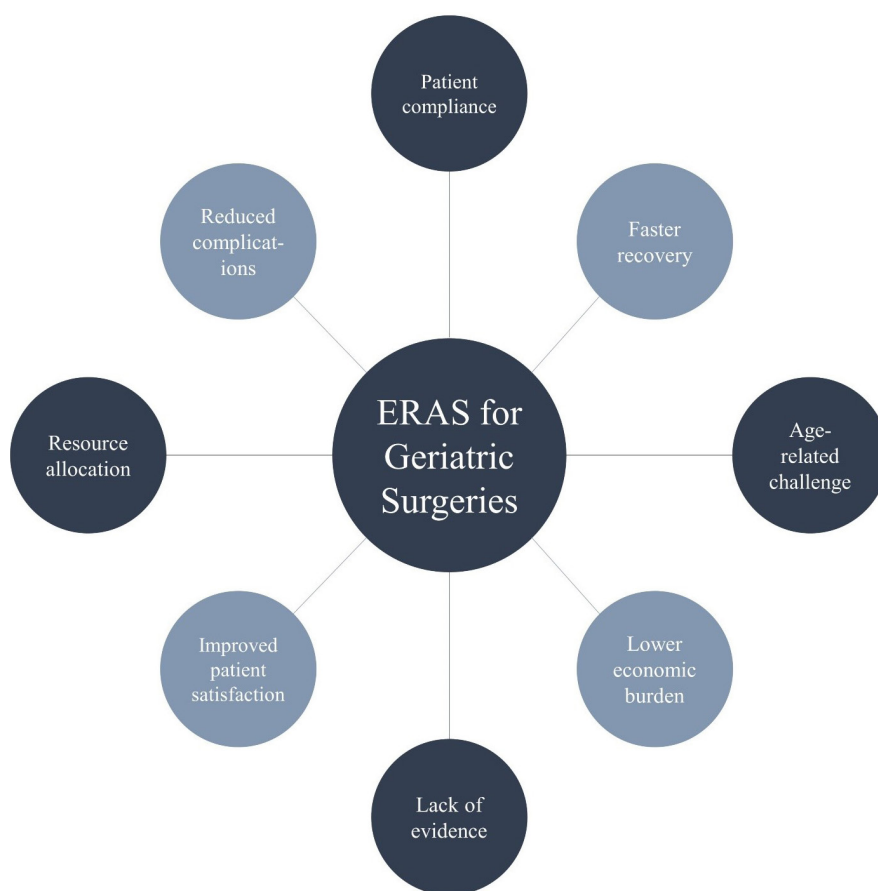 Patient
compliance
Reduced
complicat-
ions
Faster
recovery
ERAS for
Geriatric
Surgeries
Resource
allocation
Age-
related
challenge
Improved
patient
satisfaction
Lower
economic
burden
Lack of
evidence